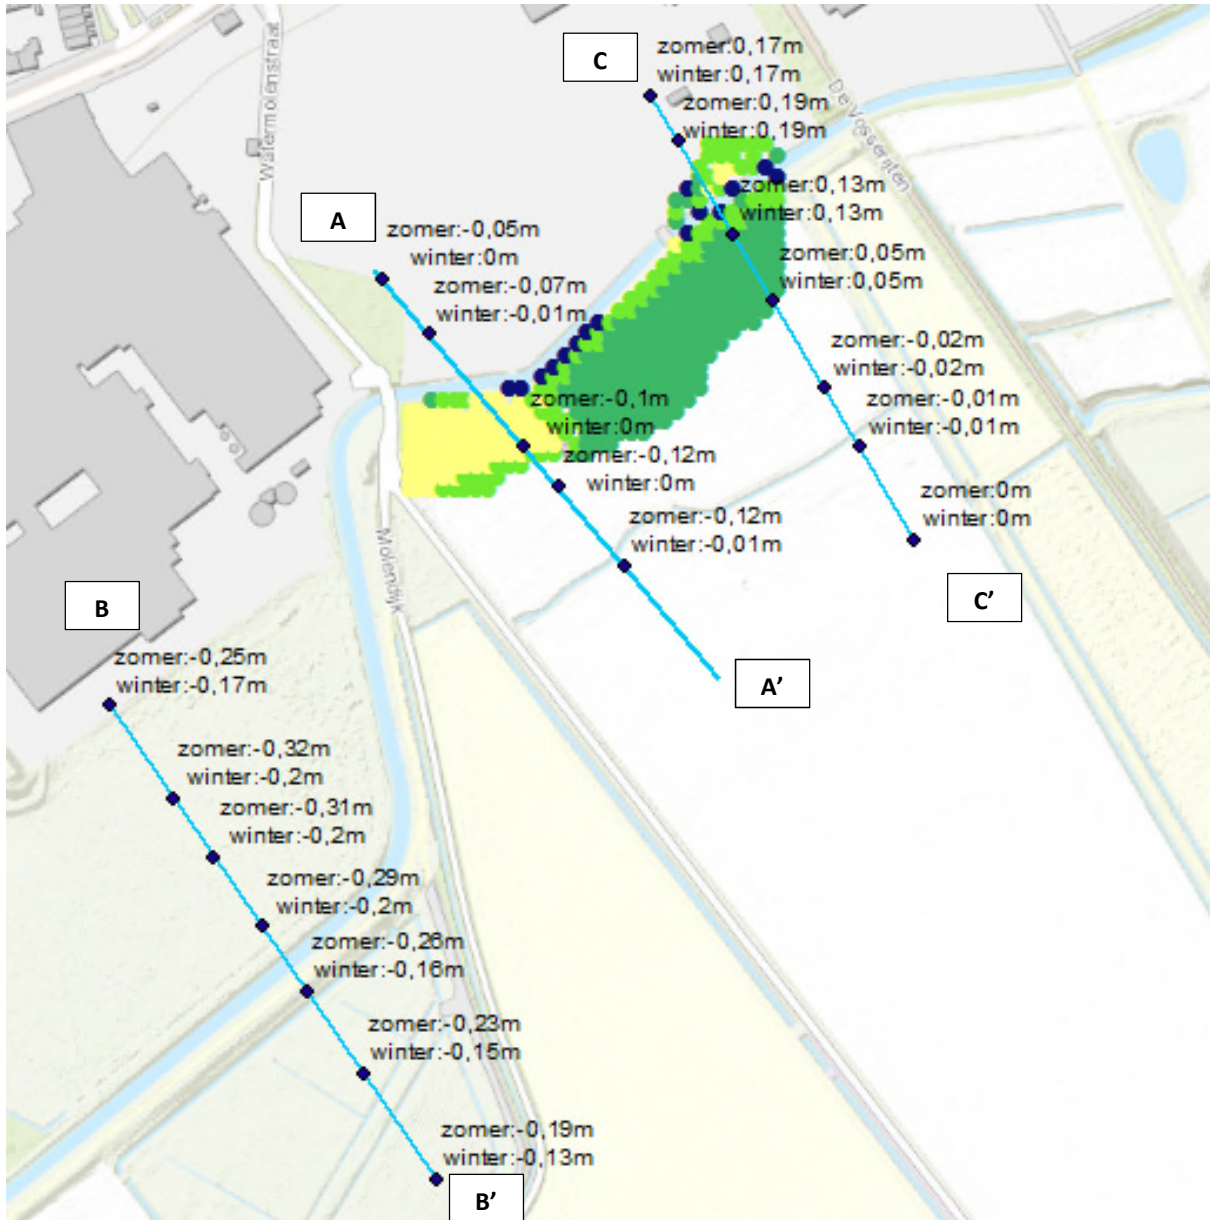 C
zomer:0,17m
winter:0,17m
zomer:0,19m
winter:0,19m
zomer:0,13m
winter:0,13m
zomer:0,05m
winter:0,05m
zomer:-0,02m
winter:-0,02m
zomer:-0,01m
winter:-0,01m
zomer:0m
winter:0m
C’
Watermolenstraat
De Vosserijten
A
zomer:-0,05m
winter:0m
zomer:-0,07m
winter:-0,01m
zomer:-0,1m
winter:0m
zomer:-0,12m
winter:0m
zomer:-0,12m
winter:-0,01m
A’
Molendijk
B
zomer:-0,25m
winter:-0,17m
zomer:-0,32m
winter:-0,2m
zomer:-0,31m
winter:-0,2m
zomer:-0,29m
winter:-0,2m
zomer:-0,26m
winter:-0,16m
zomer:-0,23m
winter:-0,15m
zomer:-0,19m
winter:-0,13m
B’